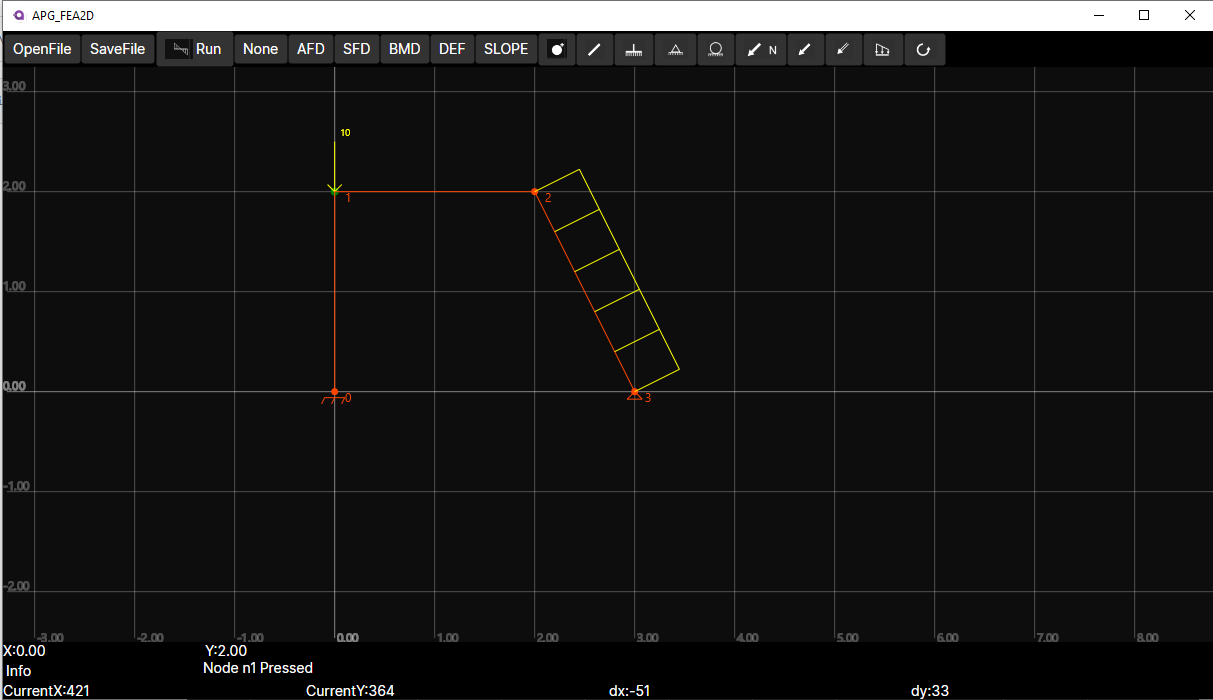 APG_FEA2D
OpenFile SaveFile Run None AFD SFD BMD DEF SLOPE N
3.00
10
2.00
1 2
1.00
0.00
0 3
-1.00
-2.00
-3.00 -2.00 -1.00 0.00 1.00 2.00 3.00 4.00 5.00 6.00 7.00 8.00
X:0.00 Y:2.00
Info Node n1 Pressed
CurrentX:421 CurrentY:364 dx:-51 dy:33